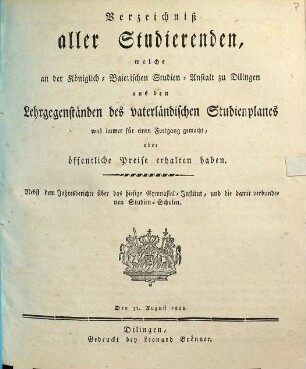 Verzeichniß
aller Studierenden,
welche
an der Königlich-Baierischen Studien-Anstalt zu Dilingen
aus den
Lehrgegenständen des vaterländischen Studienplanes
was immer für einen Fortgang gemacht,
oder
öffentliche Preise erhalten haben.
Nebst dem Jahresberichte über das hiesige Gymnasial-Institut, und die damit verbunde-
nen Studien-Schulen.
Den 31. August
Dilingen,
Gedruckt bey Leonard Brönner.